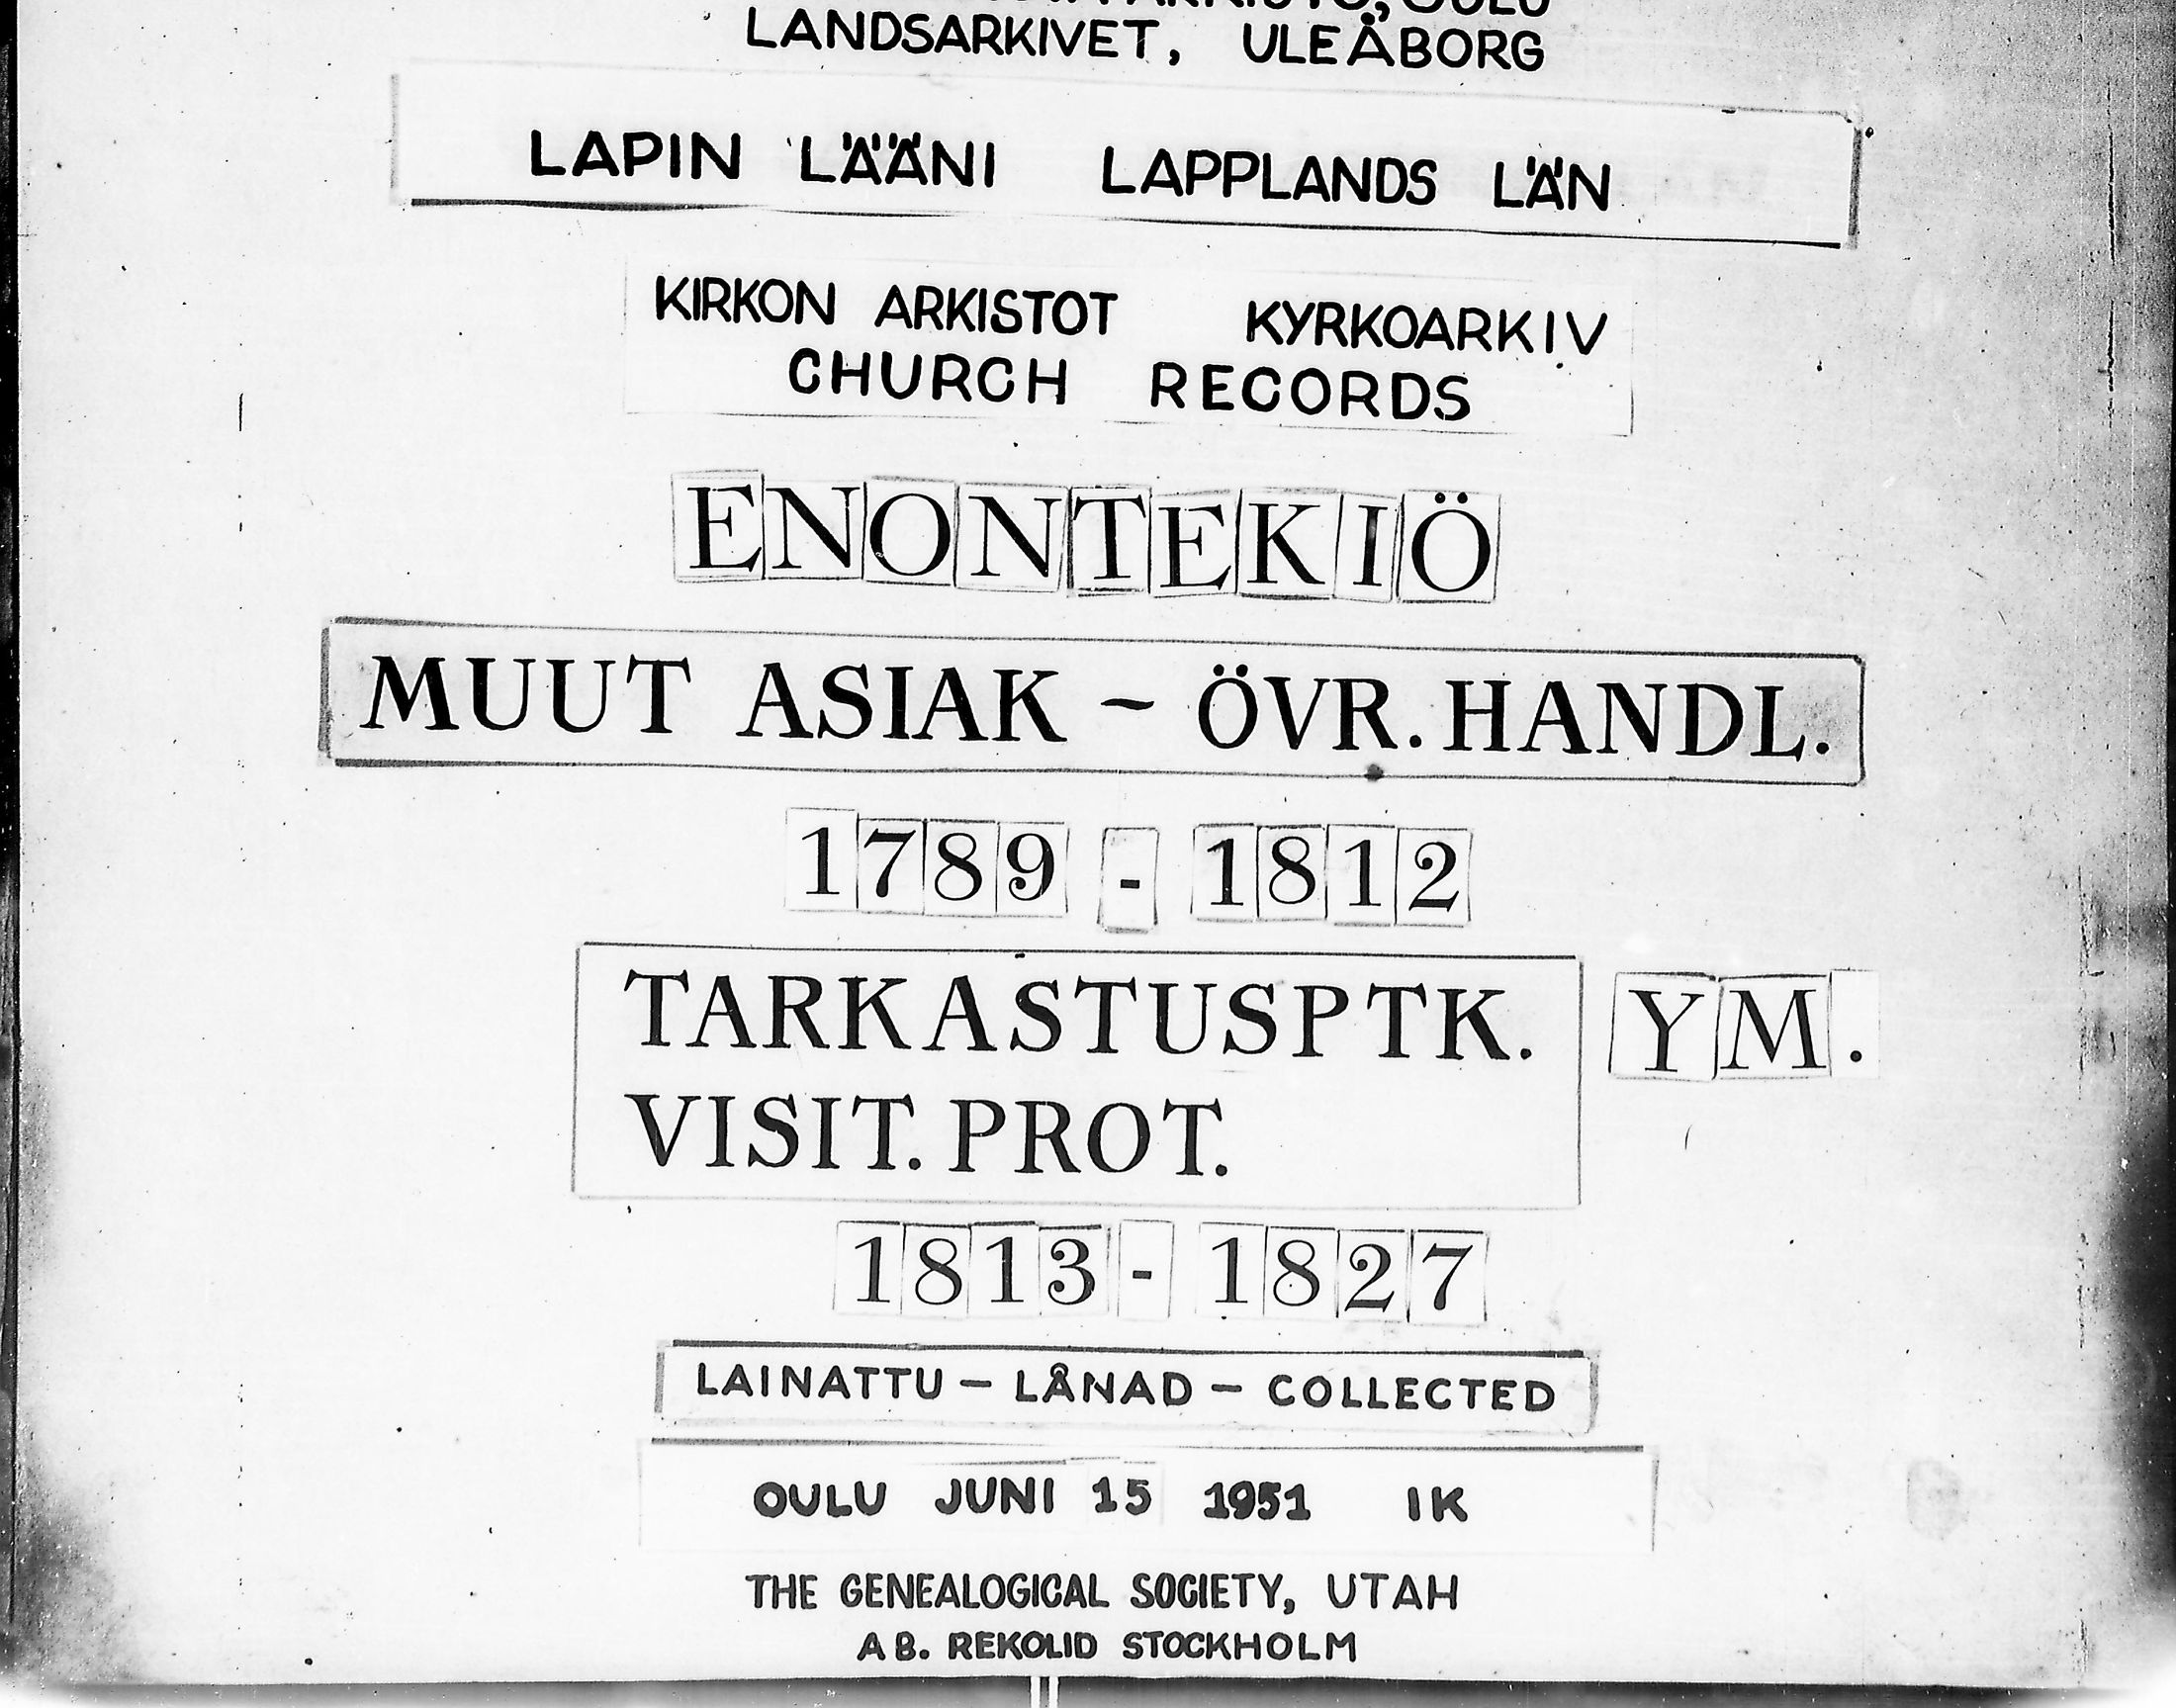 OULU
LANDSARKIVET, ULEÅBORG
LAPIN LÄÄNI LAPPLANDS LÄN
KIRKON ARKISTOT KYRKOARKIV
CHURCH RECORDS
ENONTEKIÖ
MUUT ASIAK ~ ÖVR. HANDL.
1789 - 1812
TARKASTUSPTK. YM.
VISIT. PROT.
1813 - 1827
LAINATTU - LÅNAD - COLLECTED
OULU JUNI 15 1951 IK
THE GENEALOGICAL SOCIETY, UTAH
AB. REKOLID STOCKHOLM